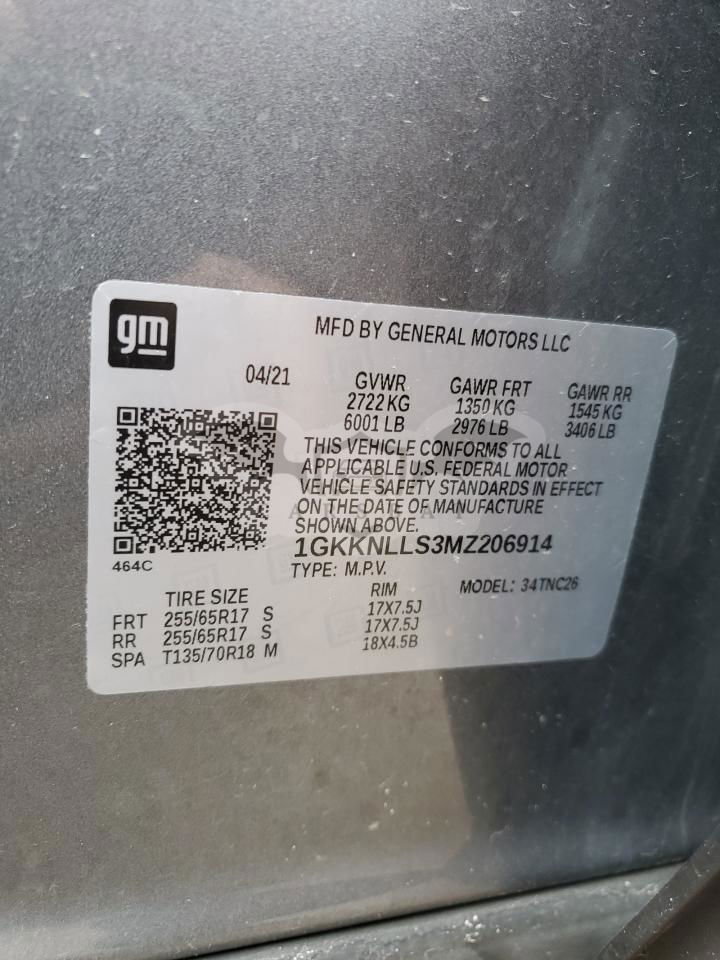 gm
MFD BY GENERAL MOTORS LLC
04/21
GVWR GAWR FRT GAWR RR
2722 KG 1350 KG 1545 KG
6001 LB 2976 LB 3406 LB
THIS VEHICLE CONFORMS TO ALL
APPLICABLE U.S. FEDERAL MOTOR
VEHICLE SAFETY STANDARDS IN EFFECT
ON THE DATE OF MANUFACTURE
SHOWN ABOVE.
1GKKNLLS3MZ206914
464C
TYPE: M.P.V. MODEL: 34TNC26
TIRE SIZE RIM
FRT 255/65R17 S 17X7.5J
RR 255/65R17 S 17X7.5J
SPA T135/70R18 M 18X4.5B